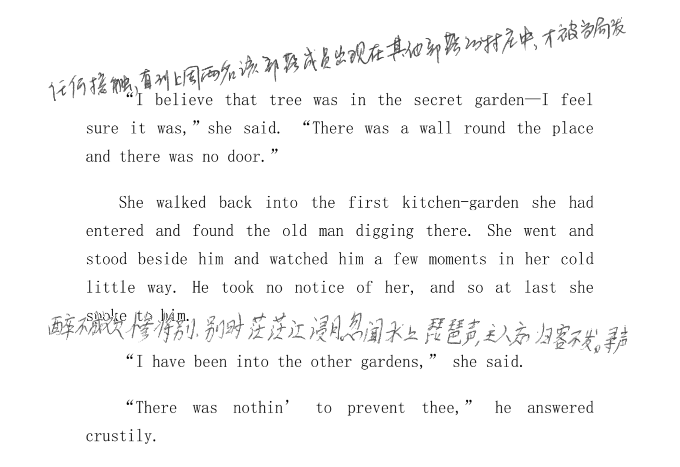 任何接触,直到上周两名该部落成员出现在其他部落的村庄中,才被当局发
“I believe that tree was in the secret garden—I feel
sure it was,” she said. “There was a wall round the place
and there was no door.”
She walked back into the first kitchen-garden she had
entered and found the old man digging there. She went and
stood beside him and watched him a few moments in her cold
little way. He took no notice of her, and so at last she
spoke to him.
醉不成欢惨将别,别时茫茫江浸月.忽闻水上琵琶声,主人忘归客不发。寻声
“I have been into the other gardens,” she said.
“There was nothin’ to prevent thee,” he answered
crustily.